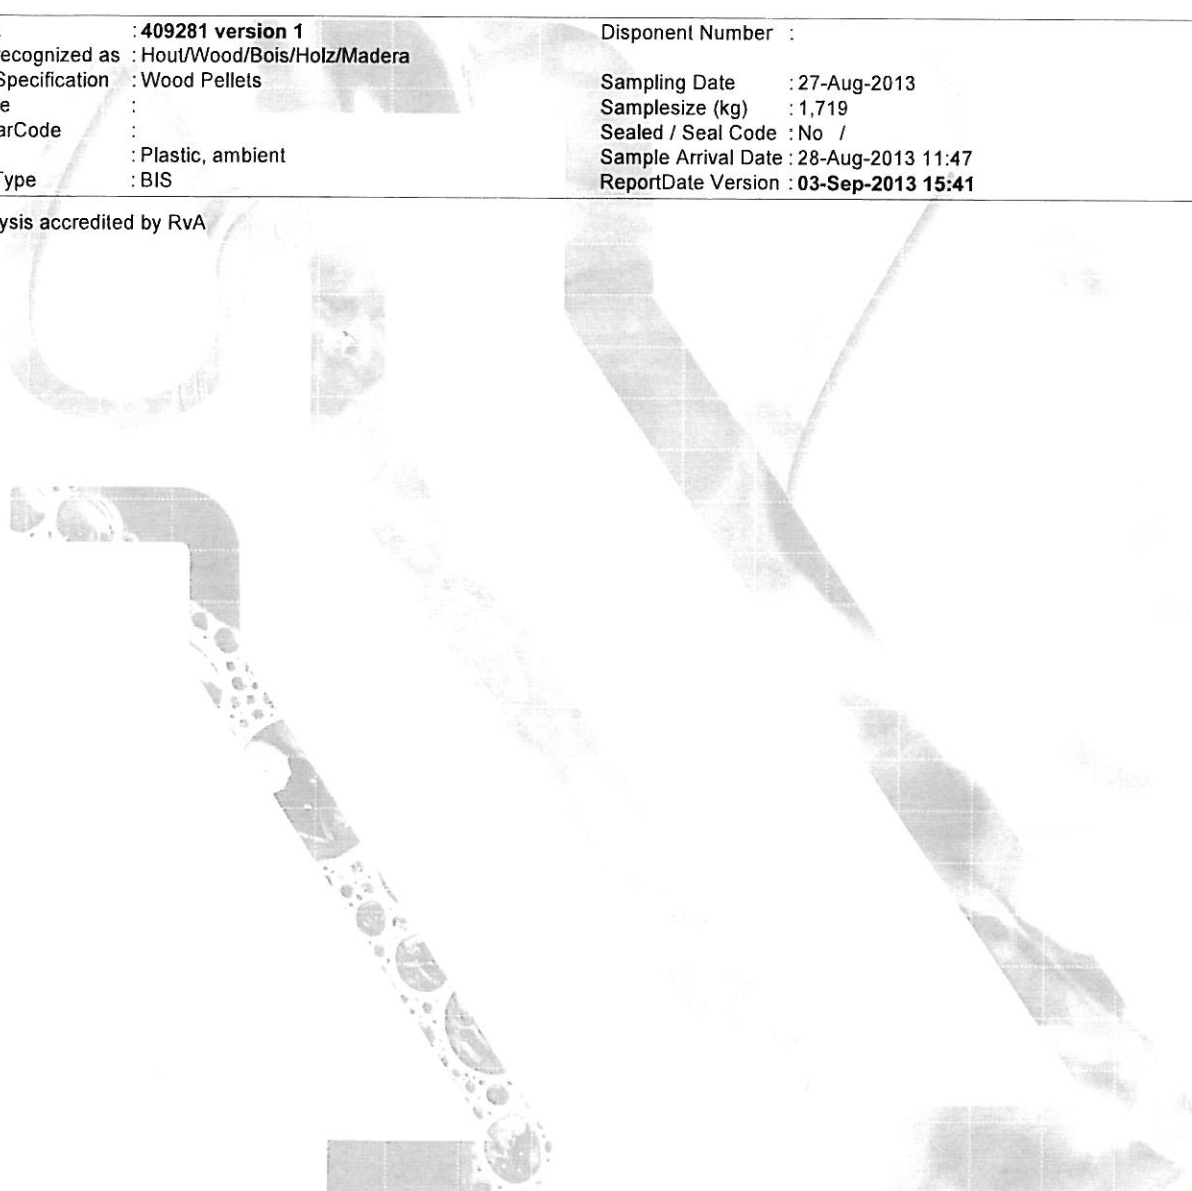 : 409281 version 1
Disponent Number :
ecognized as : Hout/Wood/Bois/Holz/Madera
Specification : Wood Pellets
Sampling Date : 27-Aug-2013
e :
Samplesize (kg) : 1,719
arCode :
Sealed / Seal Code : No /
: Plastic, ambient
Sample Arrival Date : 28-Aug-2013 11:47
ype : BIS
ReportDate Version : 03-Sep-2013 15:41
ysis accredited by RvA